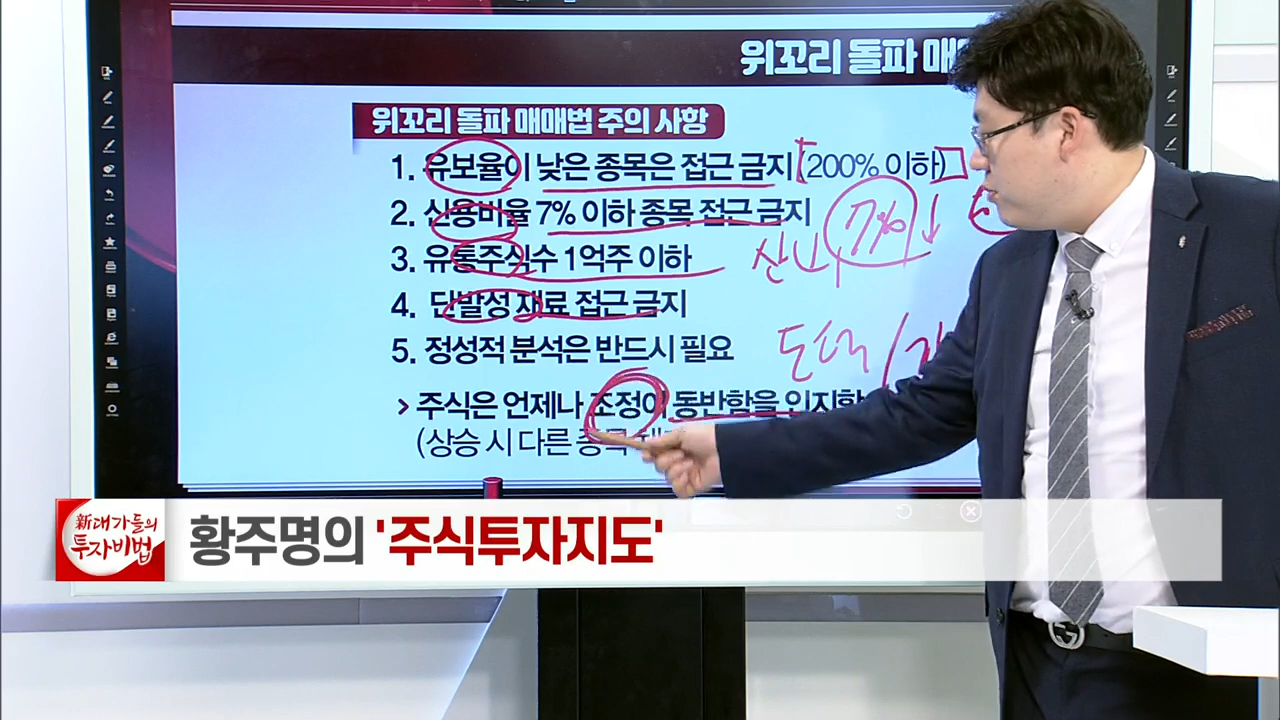 위꼬리 돌파 매매
위꼬리 돌파 매매법 주의 사항
1. 유보율이 낮은 종목은 접근 금지 (200% 이하)
2. 신용비율 7% 이하 종목 접근 금지
7% ↓
3. 유통주식수 1억주 이하
4. 단발성 재료 접근 금지
5. 정성적 분석은 반드시 필요
> 주식은 언제나 조정이 동반함을 인지할
(상승 시 다른 종목
新대가들의
투자비법
황주명의 '주식투자지도'